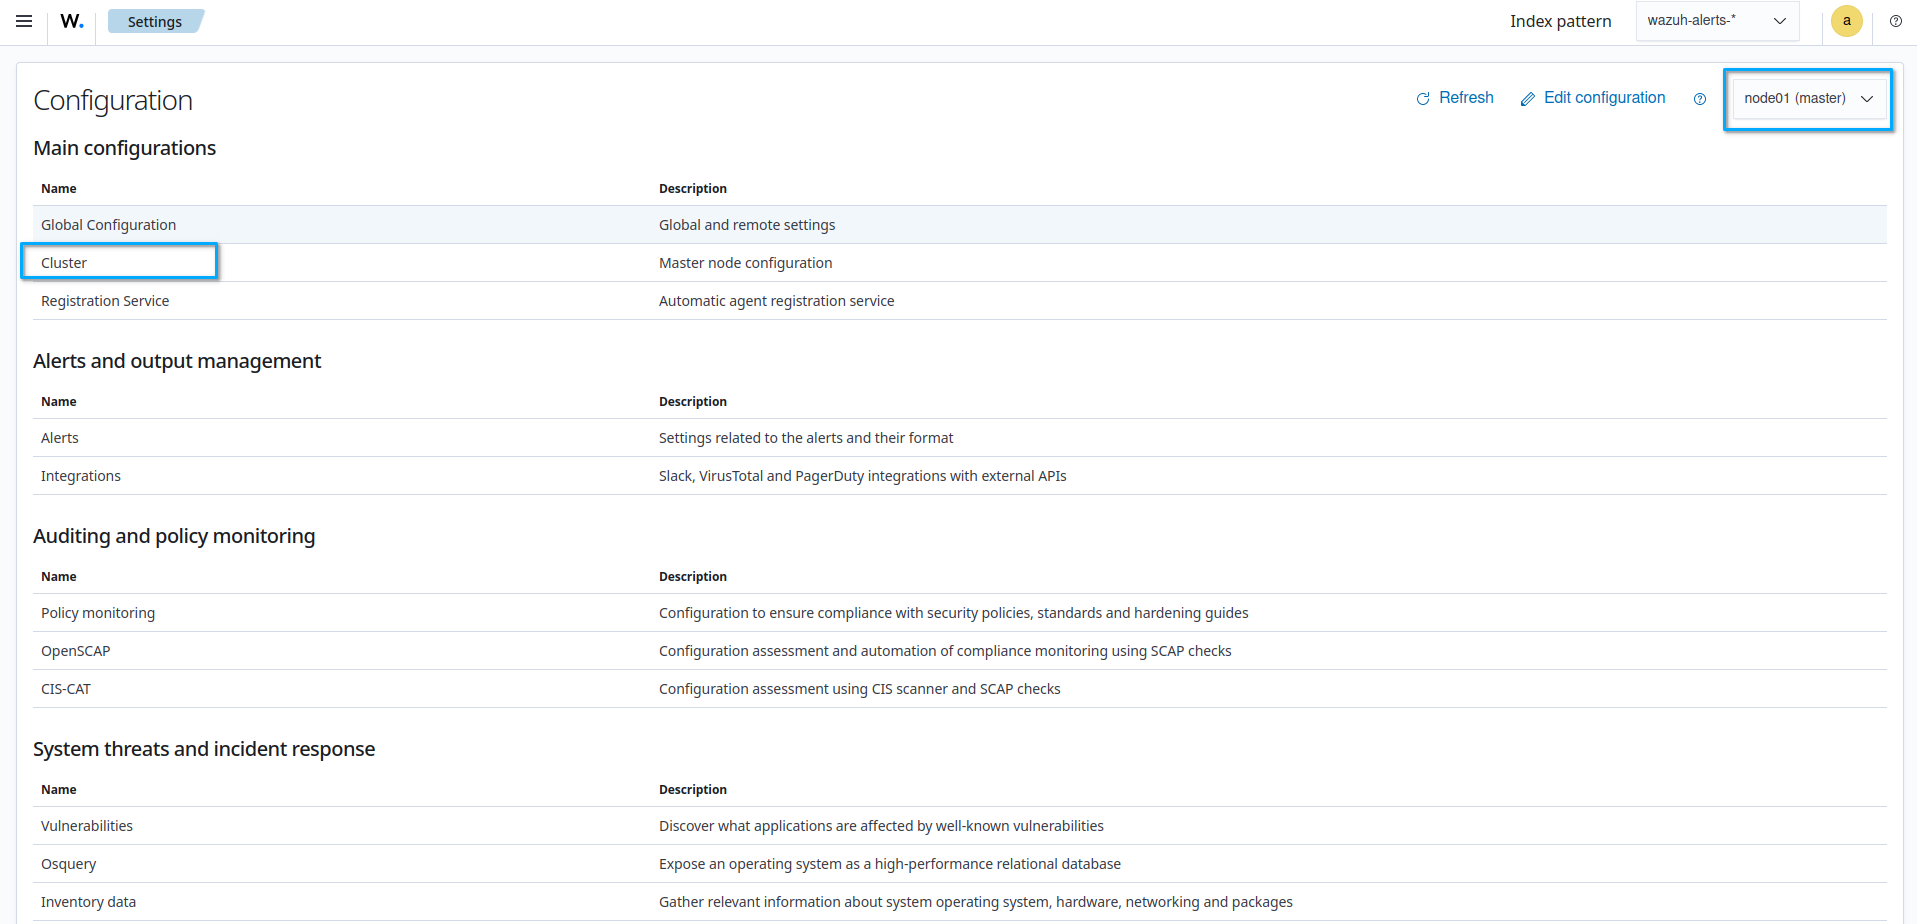 W. Settings Index pattern wazuh-alerts-* a
Configuration Refresh Edit configuration node01 (master)
Main configurations
Name Description
Global Configuration Global and remote settings
Cluster Master node configuration
Registration Service Automatic agent registration service
Alerts and output management
Name Description
Alerts Settings related to the alerts and their format
Integrations Slack, VirusTotal and PagerDuty integrations with external APIs
Auditing and policy monitoring
Name Description
Policy monitoring Configuration to ensure compliance with security policies, standards and hardening guides
OpenSCAP Configuration assessment and automation of compliance monitoring using SCAP checks
CIS-CAT Configuration assessment using CIS scanner and SCAP checks
System threats and incident response
Name Description
Vulnerabilities Discover what applications are affected by well-known vulnerabilities
Osquery Expose an operating system as a high-performance relational database
Inventory data Gather relevant information about system operating system, hardware, networking and packages